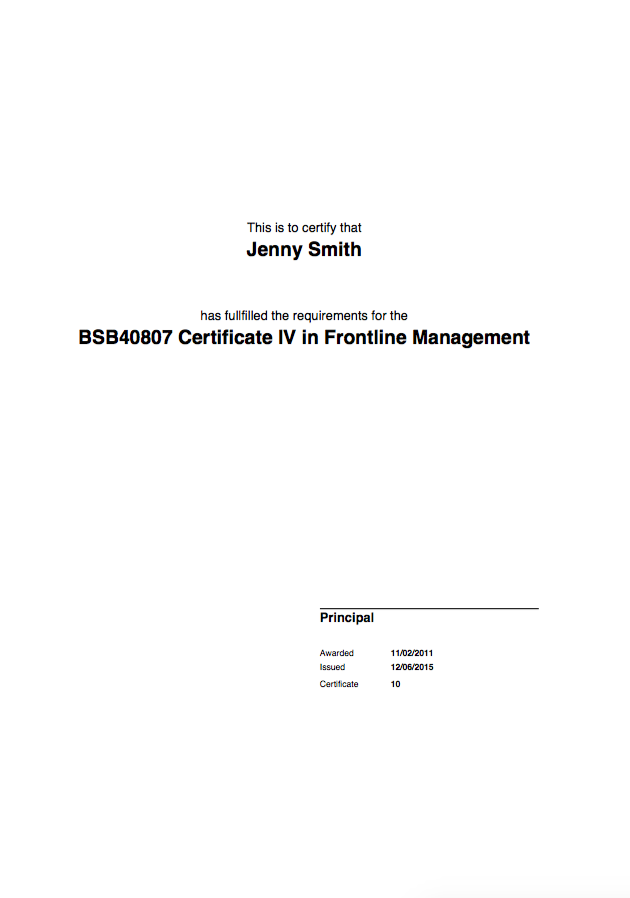 This is to certify that
Jenny Smith
has fullfilled the requirements for the
BSB40807 Certificate IV in Frontline Management
Principal
Awarded 11/02/2011
Issued 12/06/2015
Certificate 10